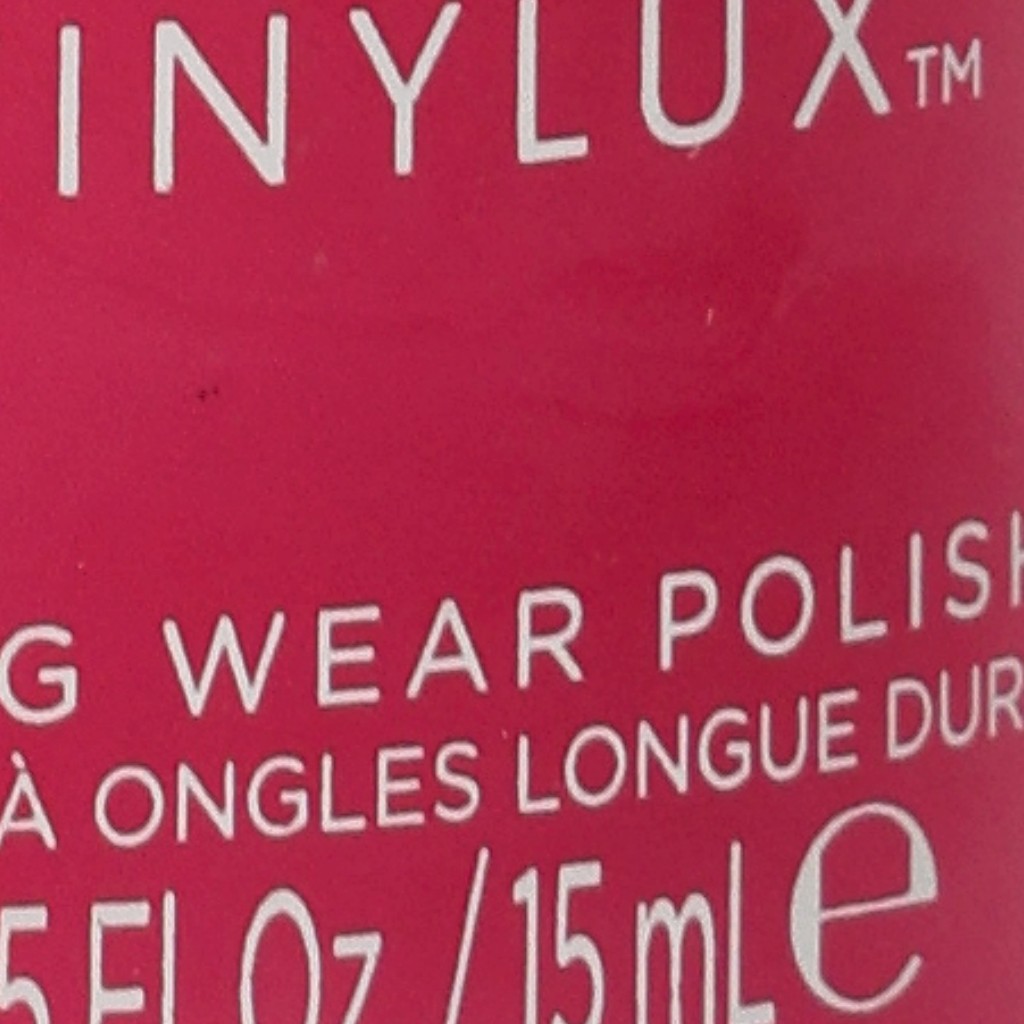 INYLUX™
G WEAR POLISH
À ONGLES LONGUE DUR
5 Fl Oz / 15 mL e